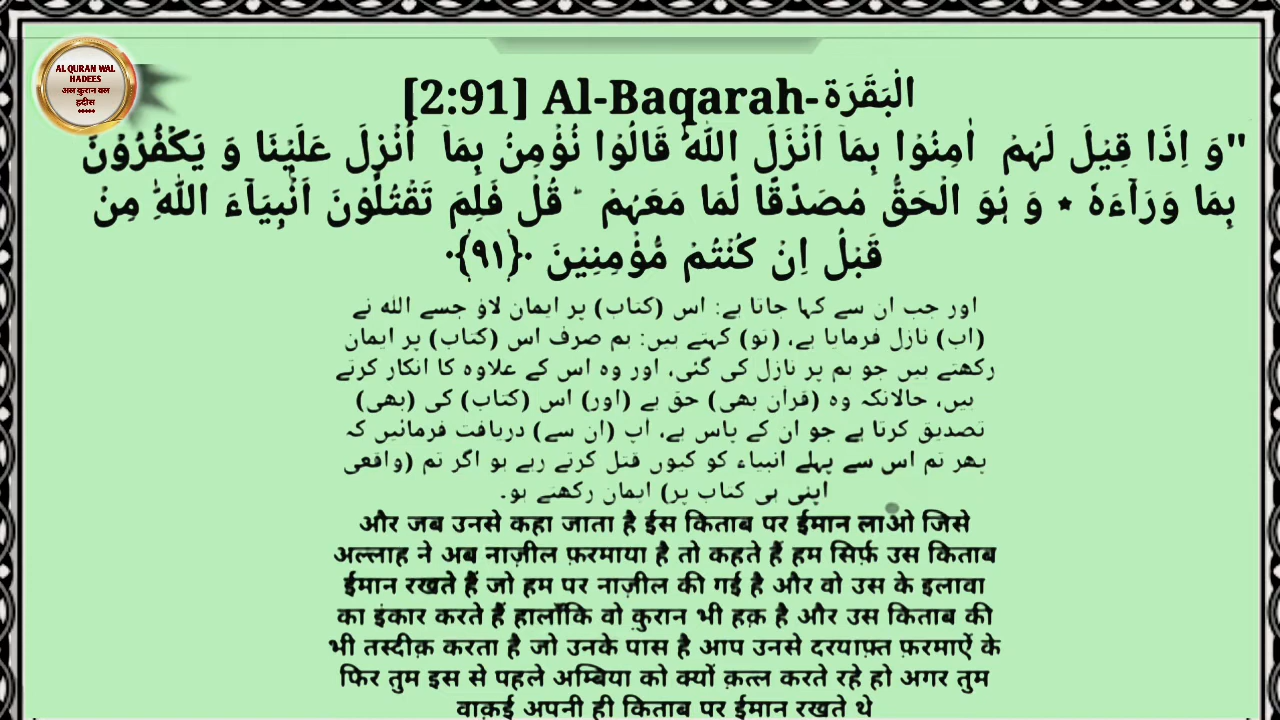 AL QURAN WAL
HADEES
अल कुरान वल
हदीस
*****
[2:91] Al-Baqarah-الْبَقَرَة
"وَ اِذَا قِیۡلَ لَہُمۡ اٰمِنُوۡا بِمَاۤ اَنۡزَلَ اللّٰہُ قَالُوۡا نُؤۡمِنُ بِمَاۤ اُنۡزِلَ عَلَیۡنَا وَ یَکۡفُرُوۡنَ
بِمَا وَرَآءَہٗ ٭ وَ ہُوَ الۡحَقُّ مُصَدِّقًا لِّمَا مَعَہُمۡ ؕ قُلۡ فَلِمَ تَقۡتُلُوۡنَ اَنۡۢبِیَآءَ اللّٰہِ مِنۡ
قَبۡلُ اِنۡ کُنۡتُمۡ مُّؤۡمِنِیۡنَ ﴿۹۱﴾
اور جب ان سے کہا جاتا ہے: اس (کتاب) پر ایمان لاؤ جسے اللہ نے
(اب) نازل فرمایا ہے، (تو) کہتے ہیں: ہم صرف اس (کتاب) پر ایمان
رکھتے ہیں جو ہم پر نازل کی گئی، اور وہ اس کے علاوہ کا انکار کرتے
ہیں، حالانکہ وہ (قرآن بھی) حق ہے (اور) اس (کتاب) کی (بھی)
تصدیق کرتا ہے جو ان کے پاس ہے، آپ (ان سے) دریافت فرمائیں کہ
پھر تم اس سے پہلے انبیاء کو کیوں قتل کرتے رہے ہو اگر تم (واقعی
اپنی ہی کتاب پر) ایمان رکھتے ہو۔
और जब उनसे कहा जाता है ईस किताब पर ईमान लाओ जिसे
अल्लाह ने अब नाज़ील फ़रमाया है तो कहते हैं हम सिर्फ़ उस किताब
ईमान रखते हैं जो हम पर नाज़ील की गई है और वो उस के इलावा
का इंकार करते हैं हालाँकि वो क़ुरान भी हक़ है और उस किताब की
भी तस्दीक़ करता है जो उनके पास है आप उनसे दरयाफ़्त फ़रमाऐं के
फिर तुम इस से पहले अम्बिया को क्यों क़त्ल करते रहे हो अगर तुम
वाक़ई अपनी ही किताब पर ईमान रखते थे